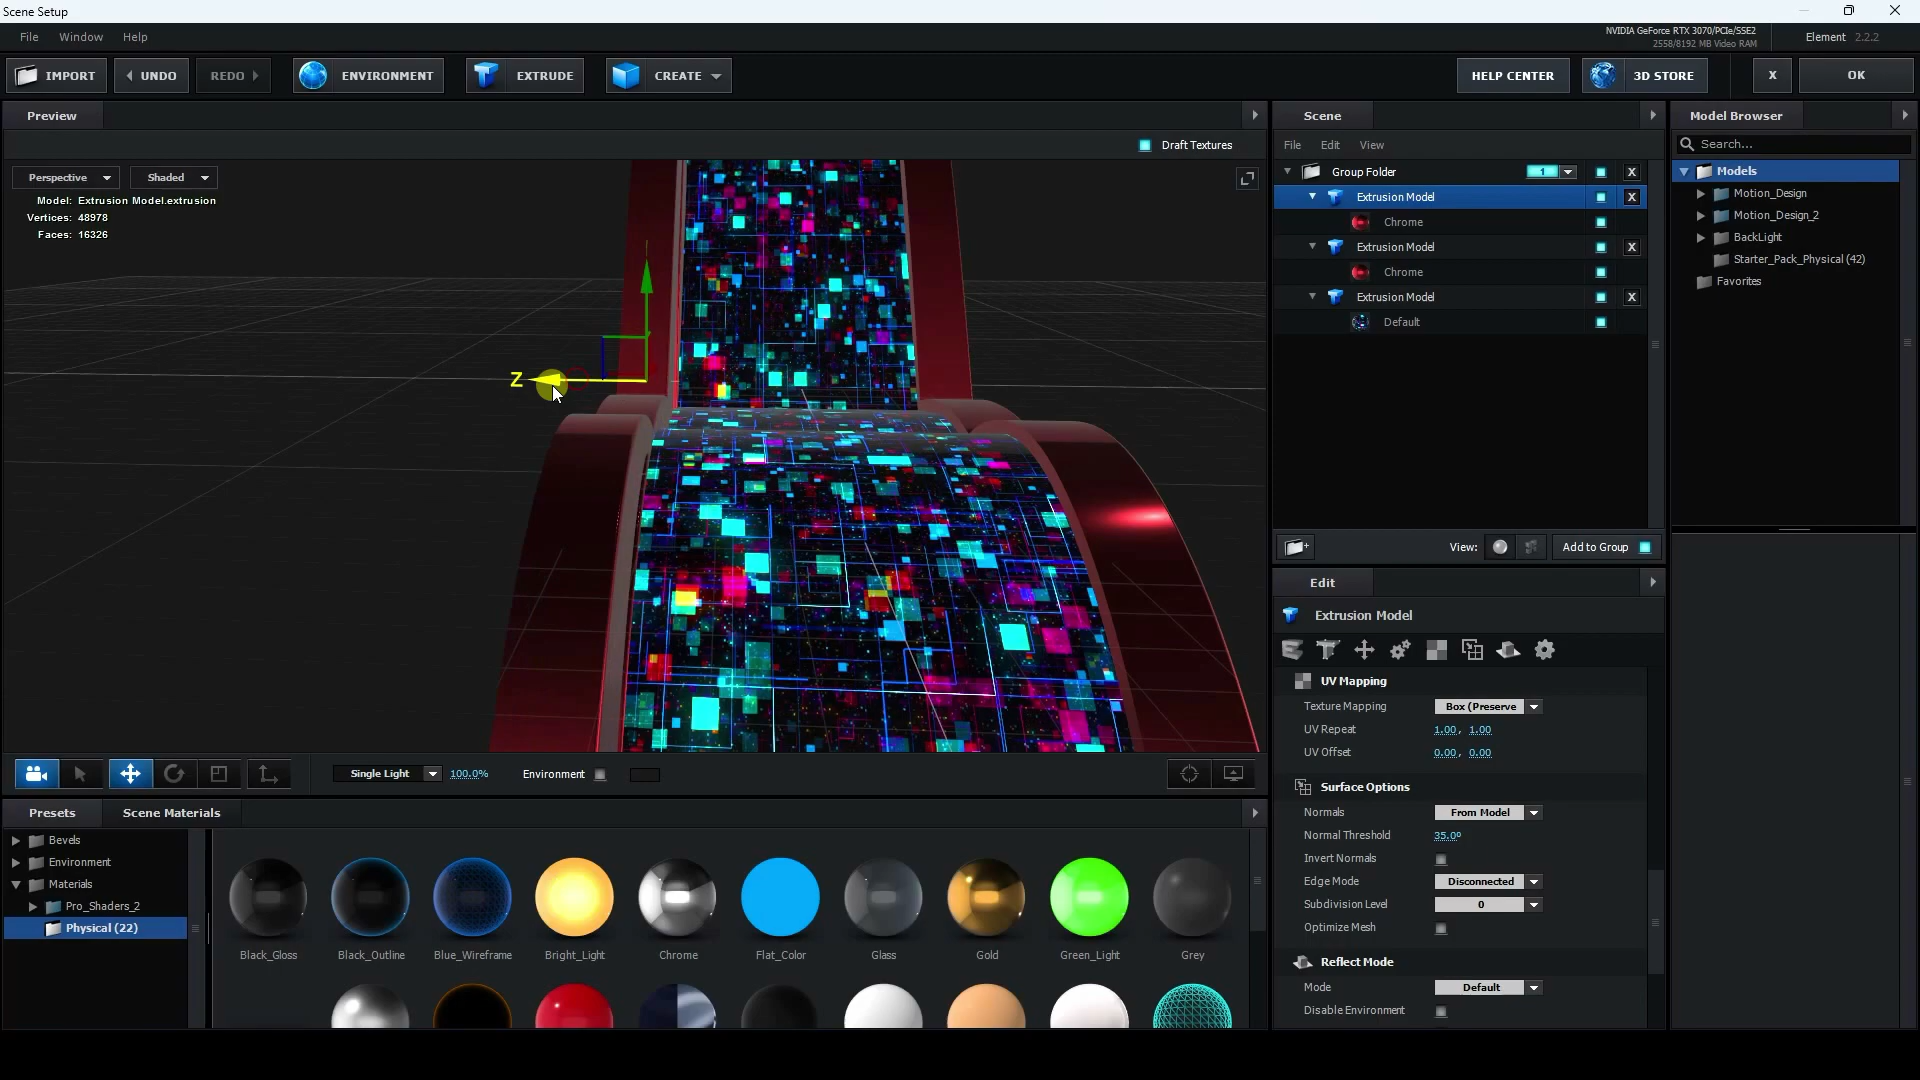 Scene Setup
File Window Help
NVIDIA GeForce RTX 3070/PCIe/SSE2
2558/8192 MB Video RAM
Element 2.2.2
IMPORT
UNDO
REDO
ENVIRONMENT
EXTRUDE
CREATE
HELP CENTER
3D STORE
X
OK
Preview
Draft Textures
Perspective
Shaded
Model: Extrusion Model.extrusion
Vertices: 48978
Faces: 16326
Z
Single Light
100.0%
Environment
Scene
File Edit View
Group Folder 1 X
Extrusion Model X
Chrome
Extrusion Model X
Chrome
Extrusion Model X
Default
View:
Add to Group
Model Browser
Search...
Models
Motion_Design
Motion_Design_2
BackLight
Starter_Pack_Physical (42)
Favorites
Edit
Extrusion Model
UV Mapping
Texture Mapping Box (Preserve
UV Repeat 1.00, 1.00
UV Offset 0.00, 0.00
Surface Options
Normals From Model
Normal Threshold 35.0º
Invert Normals
Edge Mode Disconnected
Subdivision Level 0
Optimize Mesh
Reflect Mode
Mode Default
Disable Environment
Presets
Scene Materials
Bevels
Environment
Materials
Pro_Shaders_2
Physical (22)
Black_Gloss
Black_Outline
Blue_Wireframe
Bright_Light
Chrome
Flat_Color
Glass
Gold
Green_Light
Grey